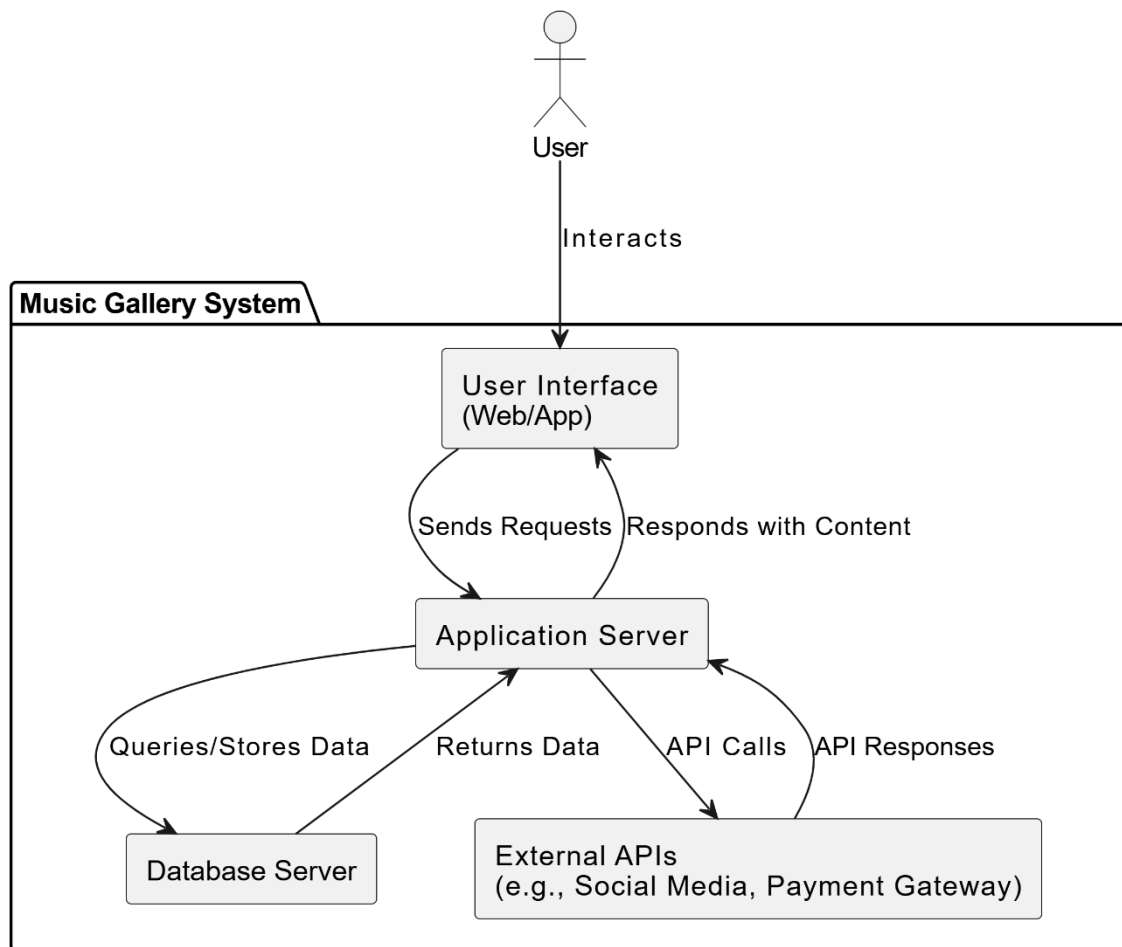 User
Interacts
Music Gallery System
User Interface
(Web/App)
Sends Requests
Responds with Content
Application Server
Queries/Stores Data
Returns Data
API Calls
API Responses
Database Server
External APIs
(e.g., Social Media, Payment Gateway)